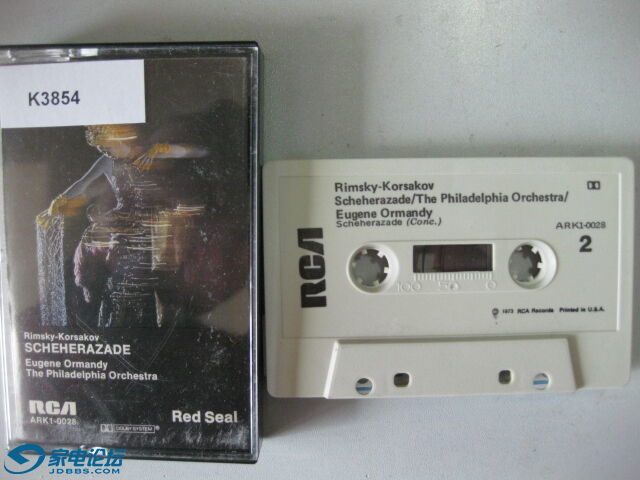 K3854
Rimsky-Korsakov
SCHEHERAZADE
Eugene Ormandy
The Philadelphia Orchestra
RCA
ARK1-0028
DOLBY SYSTEM
Red Seal
Rimsky-Korsakov
Scheherazade/The Philadelphia Orchestra/
Eugene Ormandy
Scheherazade (Conc.)
ARK1-0028
2
RCA
100 50 0
℗ 1973 RCA Records Printed in U.S.A.
家电论坛
JDBBS.COM